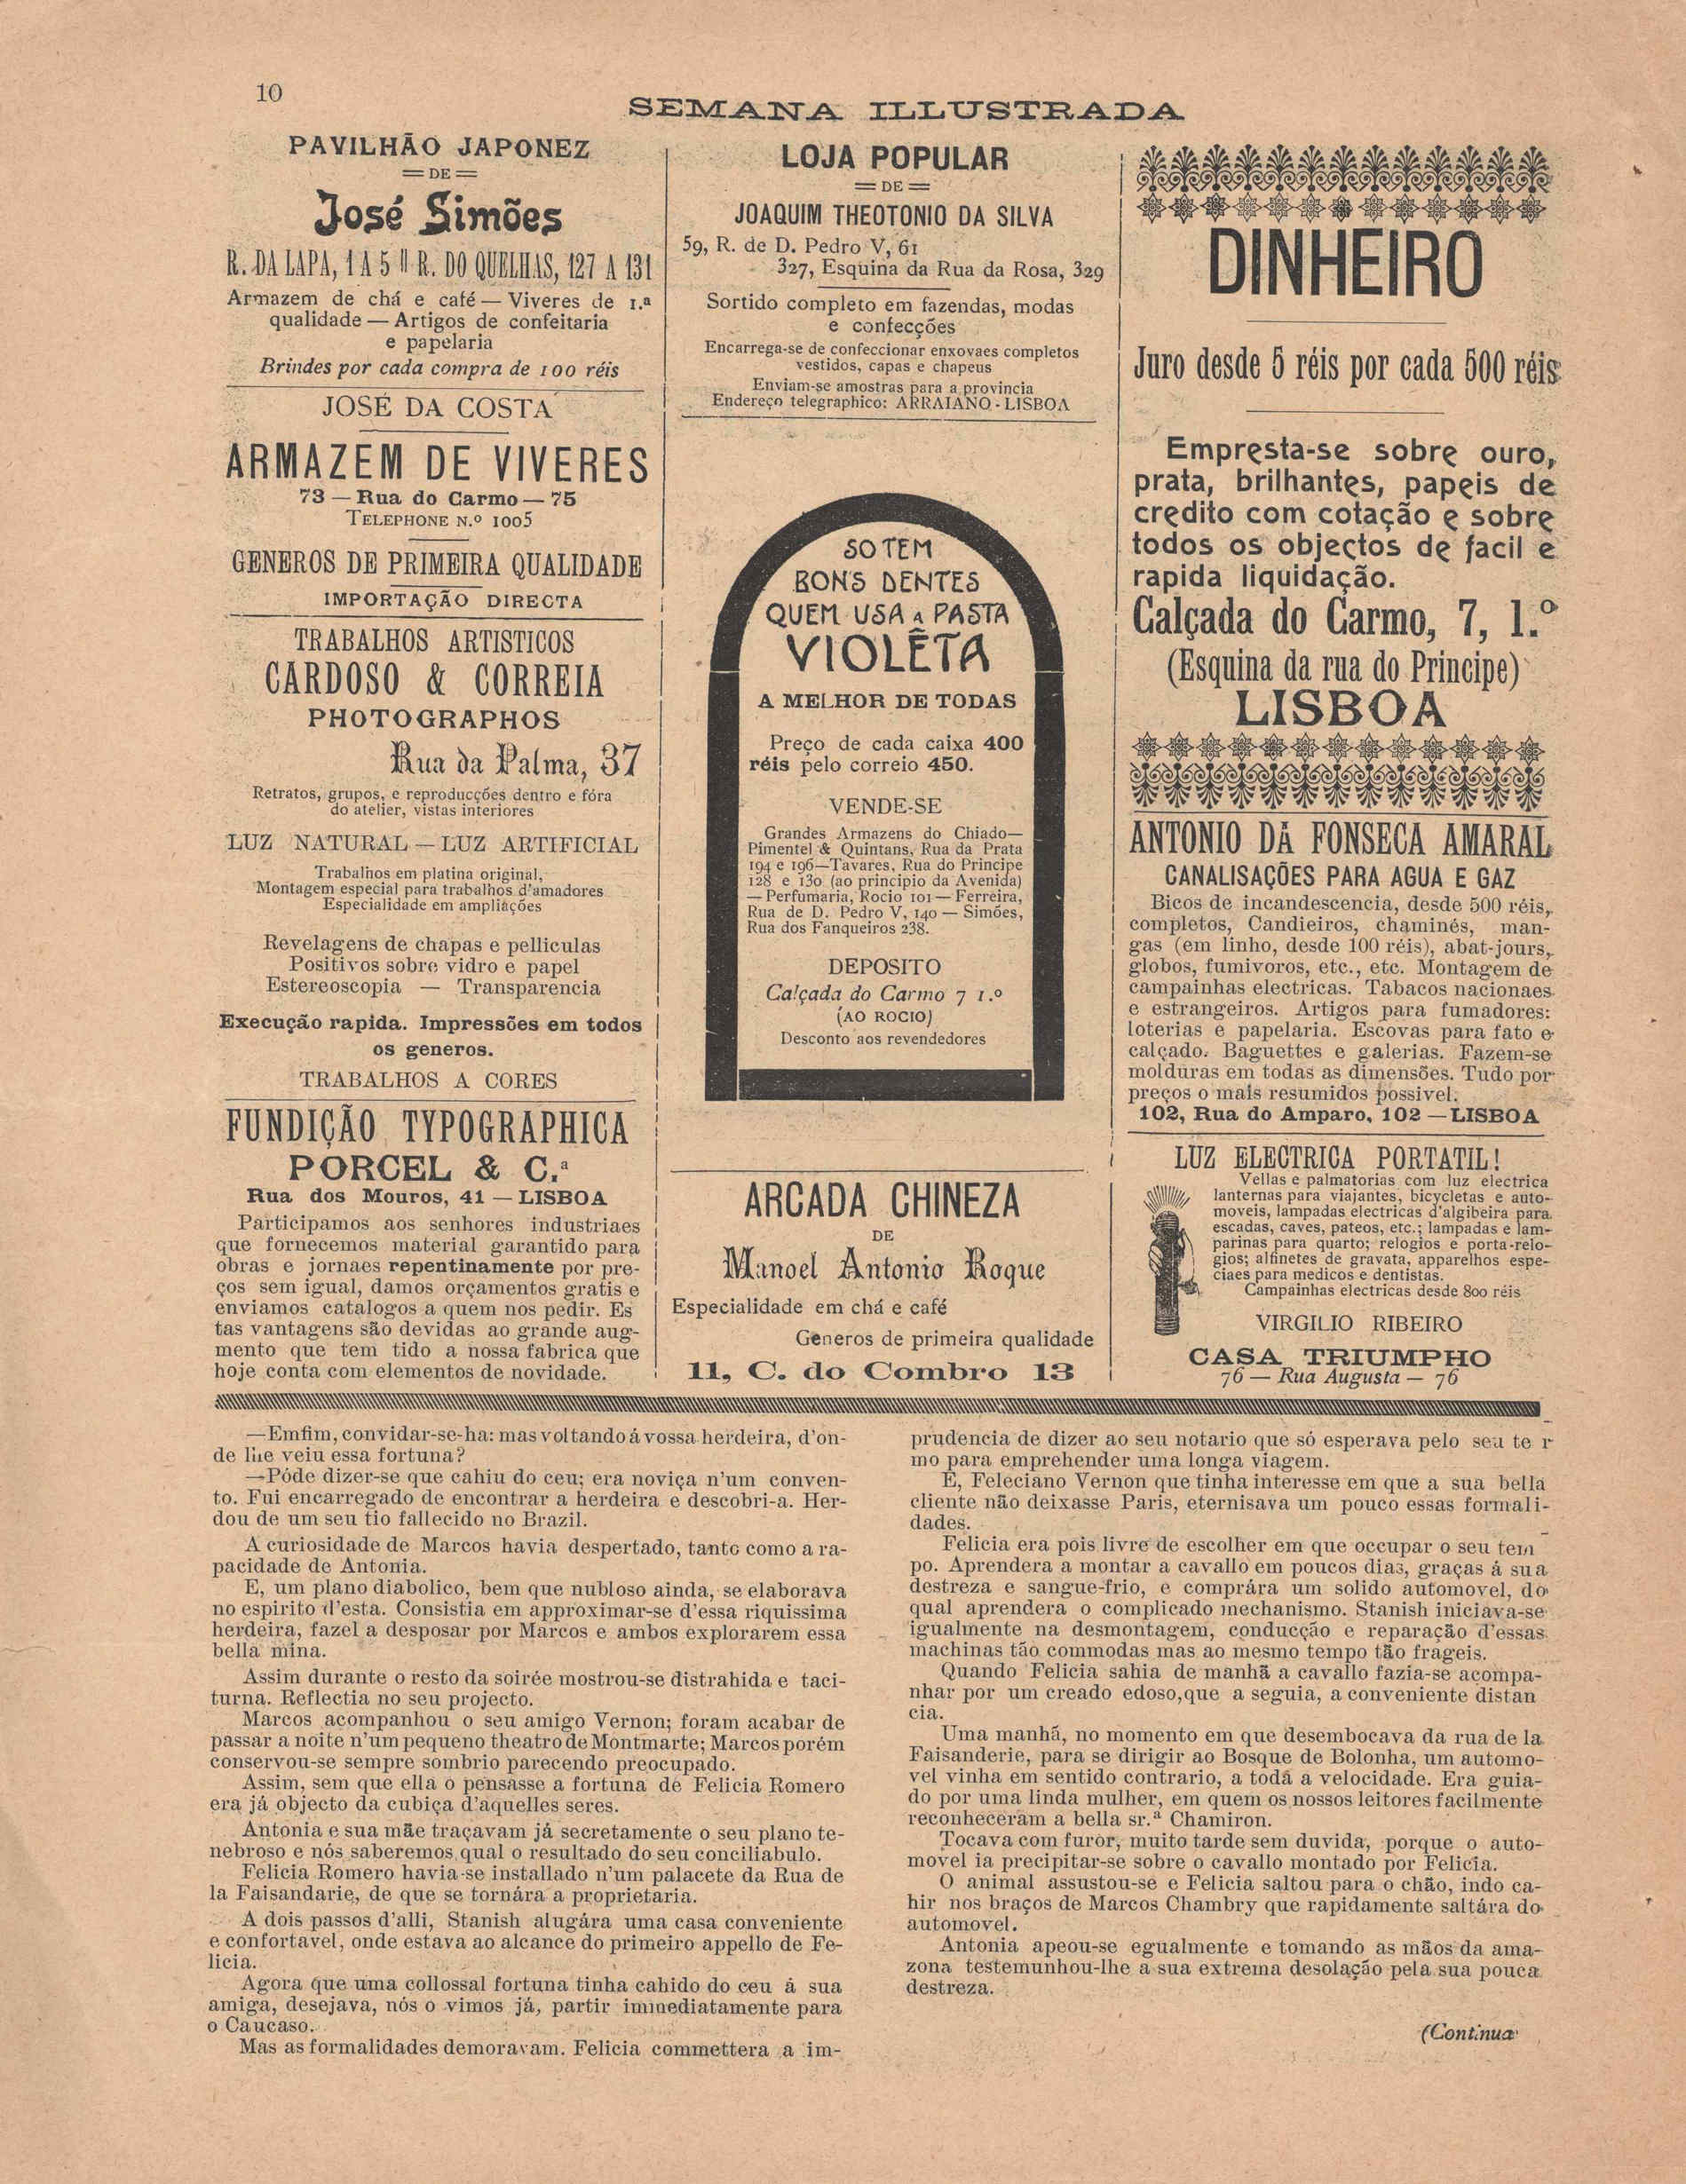 10
SEMANA ILLUSTRADA
PAVILHÃO JAPONEZ
DE
José Simões
R. DA LAPA, 1 A 5 R. DO QUELHAS, 127 A 131
Armazem de chá e café — Viveres de 1.ª
qualidade — Artigos de confeitaria
e papelaria
Brindes por cada compra de 100 réis
JOSÉ DA COSTA
ARMAZEM DE VIVERES
73 — Rua do Carmo — 75
TELEPHONE N.º 1005
GENEROS DE PRIMEIRA QUALIDADE
IMPORTAÇÃO DIRECTA
TRABALHOS ARTISTICOS
CARDOSO & CORREIA
PHOTOGRAPHOS
Rua da Palma, 37
Retratos, grupos, e reproducções dentro e fóra
do atelier, vistas interiores
LUZ NATURAL — LUZ ARTIFICIAL
Trabalhos em platina original,
Montagem especial para trabalhos d'amadores
Especialidade em ampliações
Revelagens de chapas e pelliculas
Positivos sobre vidro e papel
Estereoscopia — Transparencia
Execução rapida. Impressões em todos
os generos.
TRABALHOS A CORES
FUNDIÇÃO TYPOGRAPHICA
PORCEL & C.ª
Rua dos Mouros, 41 — LISBOA
Participamos aos senhores industriaes
que fornecemos material garantido para
obras e jornaes repentinamente por pre-
ços sem igual, damos orçamentos gratis e
enviamos catalogos a quem nos pedir. Es
tas vantagens são devidas ao grande aug-
mento que tem tido a nossa fabrica que
hoje conta com elementos de novidade.
LOJA POPULAR
DE
JOAQUIM THEOTONIO DA SILVA
59, R. de D. Pedro V, 61
327, Esquina da Rua da Rosa, 329
Sortido completo em fazendas, modas
e confecções
Encarrega-se de confeccionar enxovaes completos
vestidos, capas e chapeus
Enviam-se amostras para a provincia
Endereço telegraphico: ARRAIANO - LISBOA
SO TEM
BONS DENTES
QUEM USA A PASTA
VIOLÊTA
A MELHOR DE TODAS
Preço de cada caixa 400
réis pelo correio 450.
VENDE-SE
Grandes Armazens do Chiado—
Pimentel & Quintans, Rua da Prata
194 e 196—Tavares, Rua do Principe
128 e 130 (ao principio da Avenida)
— Perfumaria, Rocio 101 — Ferreira,
Rua de D. Pedro V, 140 — Simões,
Rua dos Fanqueiros 238.
DEPOSITO
Calçada do Carmo 7 1.º
(AO ROCIO)
Desconto aos revendedores
ARCADA CHINEZA
DE
Manoel Antonio Roque
Especialidade em chá e café
Generos de primeira qualidade
11, C. do Combro 13
DINHEIRO
Juro desde 5 réis por cada 500 réis
Empresta-se sobre ouro,
prata, brilhantes, papeis de
credito com cotação e sobre
todos os objectos de facil e
rapida liquidação.
Calçada do Carmo, 7, 1.º
(Esquina da rua do Principe)
LISBOA
ANTONIO DA FONSECA AMARAL
CANALISAÇÕES PARA AGUA E GAZ
Bicos de incandescencia, desde 500 réis,
completos, Candieiros, chaminés, man-
gas (em linho, desde 100 réis), abat-jours,
globos, fumivoros, etc., etc. Montagem de
campainhas electricas. Tabacos nacionaes
e estrangeiros. Artigos para fumadores:
loterias e papelaria. Escovas para fato e
calçado. Baguettes e galerias. Fazem-se
molduras em todas as dimensões. Tudo por
preços o mais resumidos possivel.
102, Rua do Amparo, 102 — LISBOA
LUZ ELECTRICA PORTATIL!
Vellas e palmatorias com luz electrica
lanternas para viajantes, bicycletas e auto-
moveis, lampadas electricas d'algibeira para
escadas, caves, pateos, etc.; lampadas e lam-
parinas para quarto; relogios e porta-relo-
gios; alfinetes de gravata, apparelhos espe-
ciaes para medicos e dentistas.
Campainhas electricas desde 800 réis
VIRGILIO RIBEIRO
CASA TRIUMPHO
76 — Rua Augusta — 76
—Emfim, convidar-se-ha: mas voltando á vossa herdeira, d'on-
de lhe veiu essa fortuna?
—Póde dizer-se que cahiu do ceu; era noviça n'um conven-
to. Fui encarregado de encontrar a herdeira e descobri-a. Her-
dou de um seu tio fallecido no Brazil.
A curiosidade de Marcos havia despertado, tanto como a ra-
pacidade de Antonia.
E, um plano diabolico, bem que nubloso ainda, se elaborava
no espirito d'esta. Consistia em approximar-se d'essa riquissima
herdeira, fazel a desposar por Marcos e ambos explorarem essa
bella mina.
Assim durante o resto da soirée mostrou-se distrahida e taci-
turna. Reflectia no seu projecto.
Marcos acompanhou o seu amigo Vernon; foram acabar de
passar a noite n'um pequeno theatro de Montmarte; Marcos porém
conservou-se sempre sombrio parecendo preocupado.
Assim, sem que ella o pensasse a fortuna de Felicia Romero
era já objecto da cubiça d'aquelles seres.
Antonia e sua mãe traçavam já secretamente o seu plano te-
nebroso e nós saberemos qual o resultado do seu conciliabulo.
Felicia Romero havia-se installado n'um palacete da Rua de
la Faisandarie, de que se tornára a proprietaria.
A dois passos d'alli, Stanish alugára uma casa conveniente
e confortavel, onde estava ao alcance do primeiro appello de Fe-
licia.
Agora que uma collossal fortuna tinha cahido do ceu á sua
amiga, desejava, nós o vimos já, partir immediatamente para
o Caucaso.
Mas as formalidades demoravam. Felicia commettera a im-
prudencia de dizer ao seu notario que só esperava pelo seu te r
mo para emprehender uma longa viagem.
E, Feleciano Vernon que tinha interesse em que a sua bella
cliente não deixasse Paris, eternisava um pouco essas formali-
dades.
Felicia era pois livre de escolher em que occupar o seu tem
po. Aprendera a montar a cavallo em poucos dias, graças á sua
destreza e sangue-frio, e comprára um solido automovel, do
qual aprendera o complicado mechanismo. Stanish iniciava-se
igualmente na desmontagem, conducção e reparação d'essas
machinas tão commodas mas ao mesmo tempo tão frageis.
Quando Felicia sahia de manhã a cavallo fazia-se acompa-
nhar por um creado edoso,que a seguia, a conveniente distan
cia.
Uma manhã, no momento em que desembocava da rua de la
Faisanderie, para se dirigir ao Bosque de Bolonha, um automo-
vel vinha em sentido contrario, a toda a velocidade. Era guia-
do por uma linda mulher, em quem os nossos leitores facilmente
reconheceram a bella sr.ª Chamiron.
Tocava com furor, muito tarde sem duvida, porque o auto-
movel ia precipitar-se sobre o cavallo montado por Felicia.
O animal assustou-se e Felicia saltou para o chão, indo ca-
hir nos braços de Marcos Chambry que rapidamente saltára do
automovel.
Antonia apeou-se egualmente e tomando as mãos da ama-
zona testemunhou-lhe a sua extrema desolação pela sua pouca
destreza.
(Continua